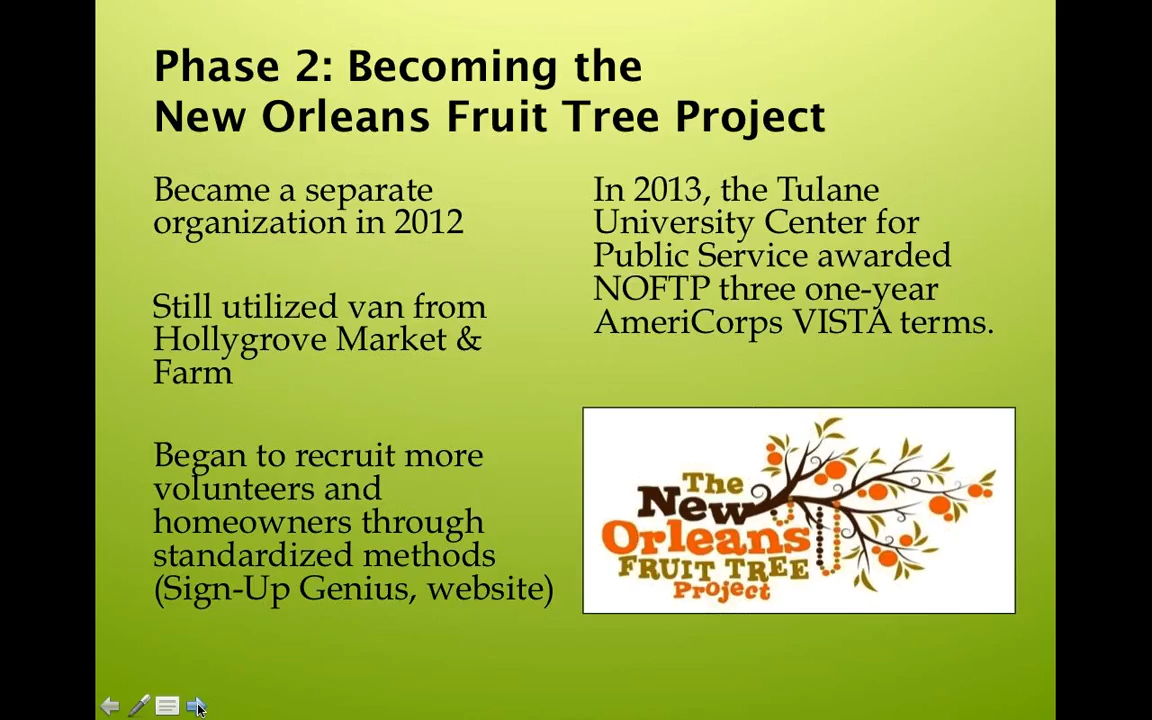 Phase 2: Becoming the
New Orleans Fruit Tree Project
Became a separate
organization in 2012
Still utilized van from
Hollygrove Market &
Farm
Began to recruit more
volunteers and
homeowners through
standardized methods
(Sign-Up Genius, website)
In 2013, the Tulane
University Center for
Public Service awarded
NOFTP three one-year
AmeriCorps VISTA terms.
The
New
Orleans
FRUIT TREE
Project